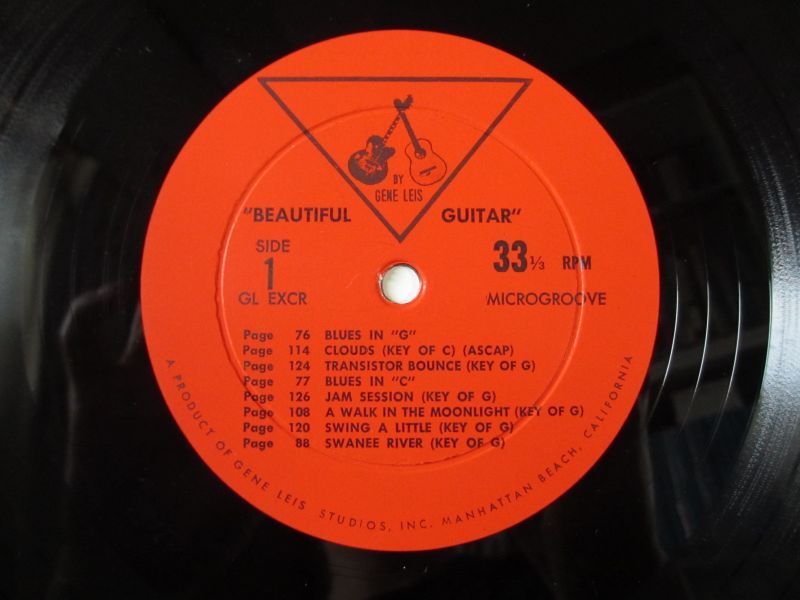 BY
GENE LEIS
"BEAUTIFUL GUITAR"
SIDE
1
33 1/3 RPM
GL EXCR
MICROGROOVE
Page 76 BLUES IN "G"
Page 114 CLOUDS (KEY OF C) (ASCAP)
Page 124 TRANSISTOR BOUNCE (KEY OF G)
Page 77 BLUES IN "C"
Page 126 JAM SESSION (KEY OF G)
Page 108 A WALK IN THE MOONLIGHT (KEY OF G)
Page 120 SWING A LITTLE (KEY OF G)
Page 88 SWANEE RIVER (KEY OF G)
A PRODUCT OF GENE LEIS STUDIOS, INC. MANHATTAN BEACH, CALIFORNIA